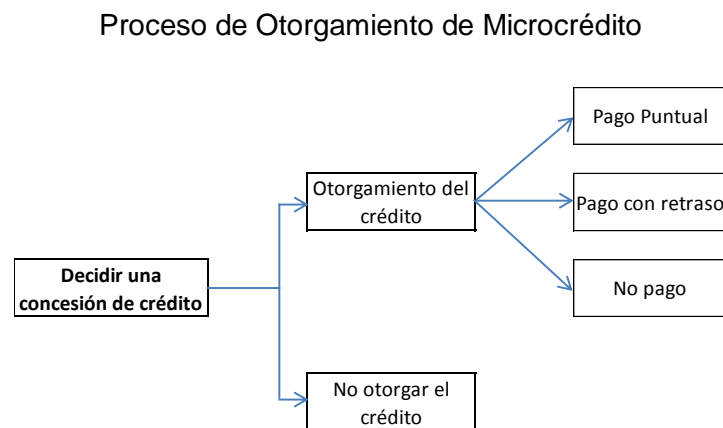 Proceso de Otorgamiento de Microcrédito
Pago Puntual
Otorgamiento del
crédito
Pago con retraso
Decidir una
concesión de crédito
No pago
No otorgar el
crédito